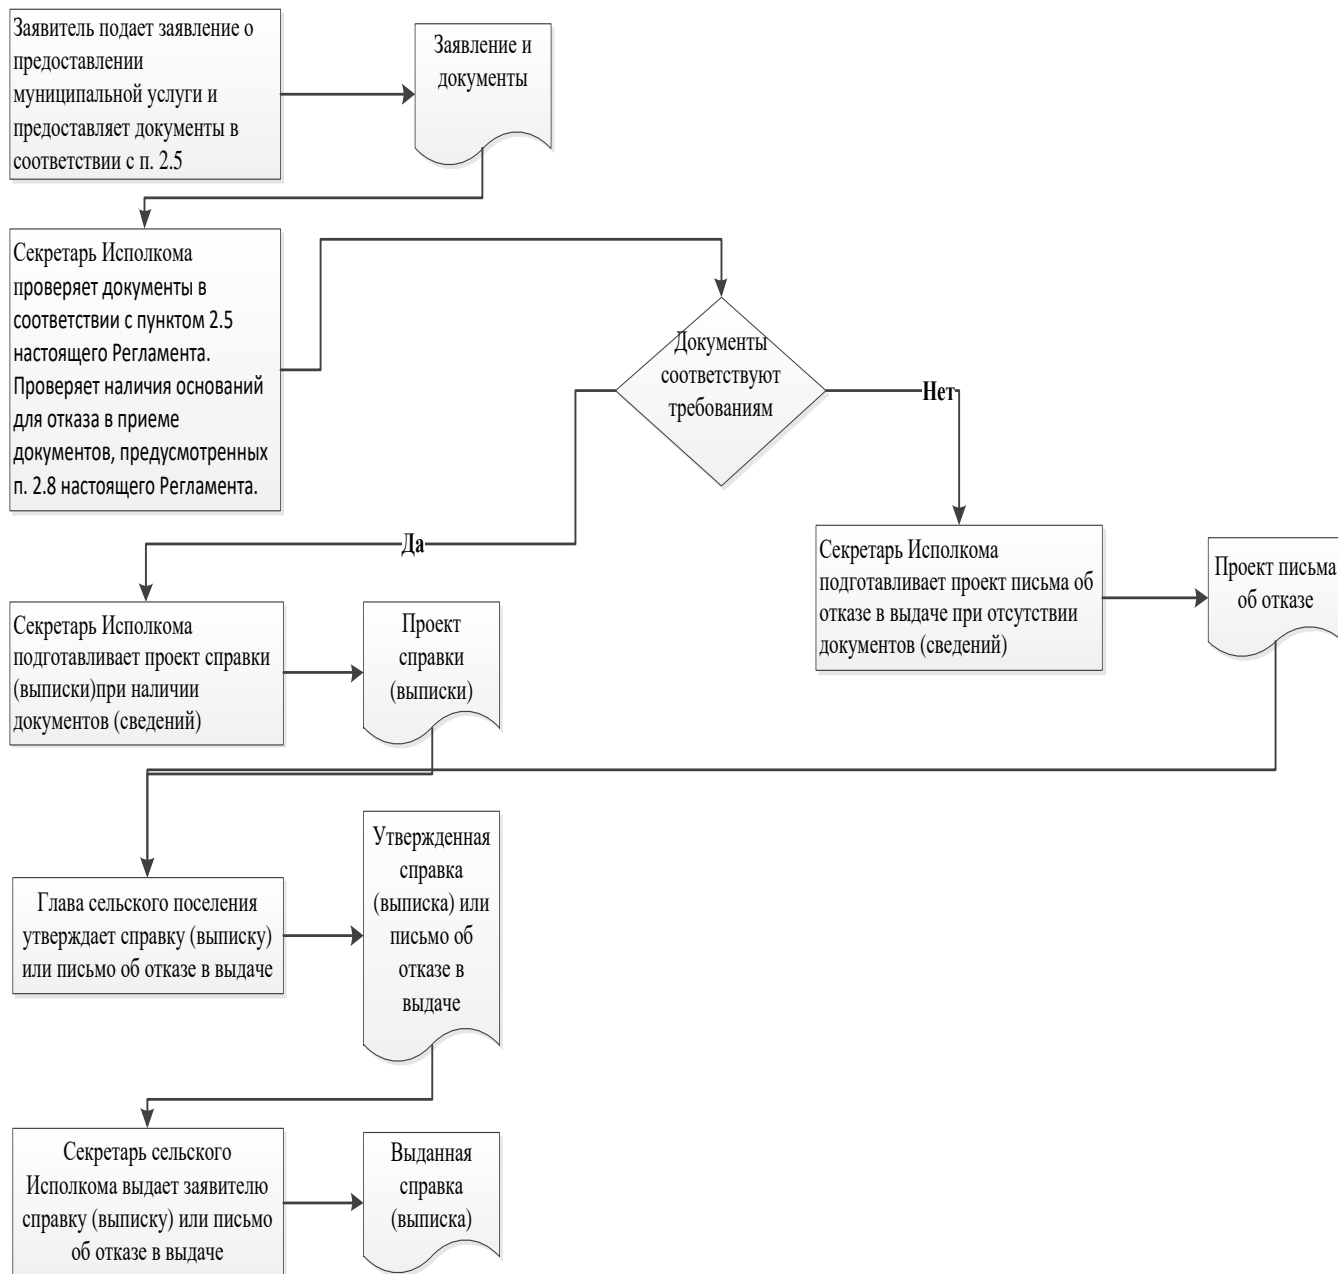 Заявитель подает заявление о
предоставлении
муниципальной услуги и
предоставляет документы в
соответствии с п. 2.5
Заявление и
документы
Секретарь Исполкома
проверяет документы в
соответствии с пунктом 2.5
настоящего Регламента.
Проверяет наличия оснований
для отказа в приеме
документов, предусмотренных
п. 2.8 настоящего Регламента.
Документы
соответствуют
требованиям
Нет
Да
Секретарь Исполкома
подготавливает проект письма об
отказе в выдаче при отсутствии
документов (сведений)
Проект письма
об отказе
Секретарь Исполкома
подготавливает проект справки
(выписки)при наличии
документов (сведений)
Проект
справки
(выписки)
Глава сельского поселения
утверждает справку (выписку)
или письмо об отказе в выдаче
Утвержденная
справка
(выписка) или
письмо об
отказе в
выдаче
Секретарь сельского
Исполкома выдает заявителю
справку (выписку) или письмо
об отказе в выдаче
Выданная
справка
(выписка)